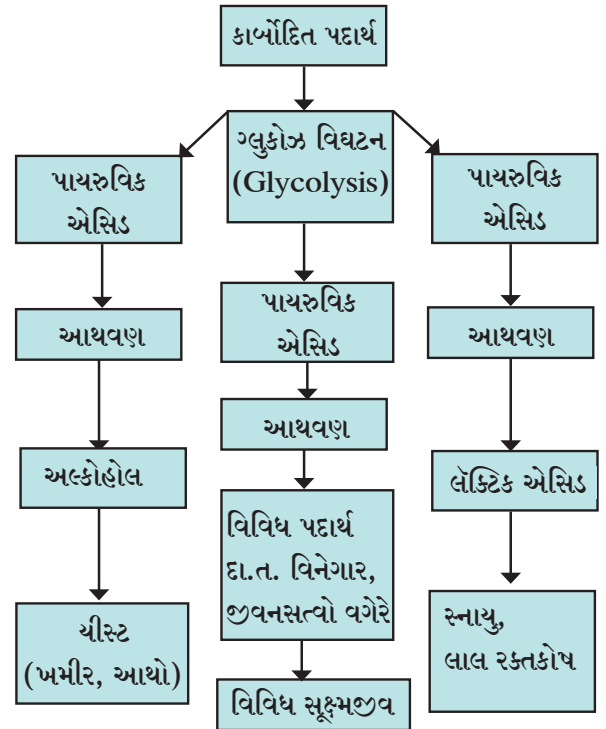 કાર્બોદિત પદાર્થ
ગ્લુકોઝ વિઘટન
(Glycolysis)
પાયરુવિક
એસિડ
આથવણ
અલ્કોહોલ
યીસ્ટ
(ખમીર, આથો)
પાયરુવિક
એસિડ
આથવણ
વિવિધ પદાર્થ
દા.ત. વિનેગાર,
જીવનસત્વો વગેરે
વિવિધ સૂક્ષ્મજીવ
પાયરુવિક
એસિડ
આથવણ
લૅક્ટિક એસિડ
સ્નાયુ,
લાલ રક્તકોષ